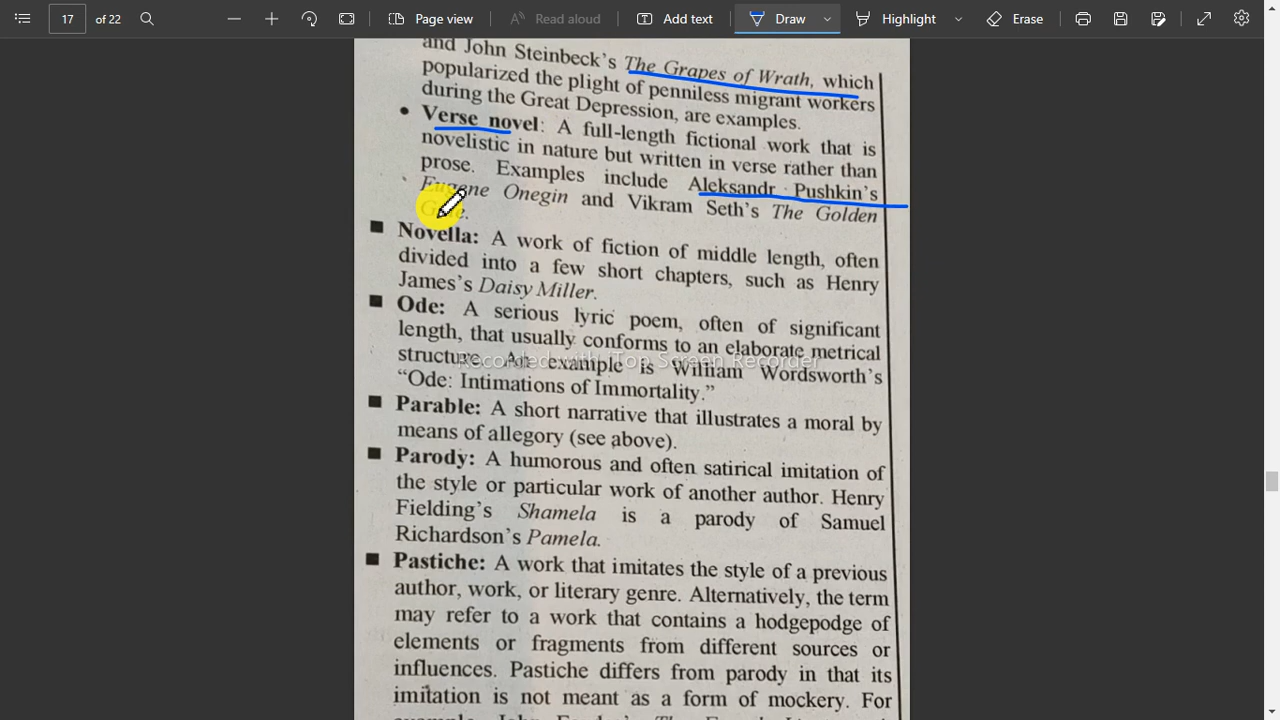 17 of 22 Page view Read aloud Add text Draw Highlight Erase
and John Steinbeck's The Grapes of Wrath, which
popularized the plight of penniless migrant workers
during the Great Depression, are examples.
• Verse novel: A full-length fictional work that is
novelistic in nature but written in verse rather than
prose. Examples include Aleksandr Pushkin's
Eugene Onegin and Vikram Seth's The Golden
Gate.
■ Novella: A work of fiction of middle length, often
divided into a few short chapters, such as Henry
James's Daisy Miller.
■ Ode: A serious lyric poem, often of significant
length, that usually conforms to an elaborate metrical
structure. An example is William Wordsworth's
"Ode: Intimations of Immortality."
Recorded with iTop Screen Recorder
■ Parable: A short narrative that illustrates a moral by
means of allegory (see above).
■ Parody: A humorous and often satirical imitation of
the style or particular work of another author. Henry
Fielding's Shamela is a parody of Samuel
Richardson's Pamela.
■ Pastiche: A work that imitates the style of a previous
author, work, or literary genre. Alternatively, the term
may refer to a work that contains a hodgepodge of
elements or fragments from different sources or
influences. Pastiche differs from parody in that its
imitation is not meant as a form of mockery. For